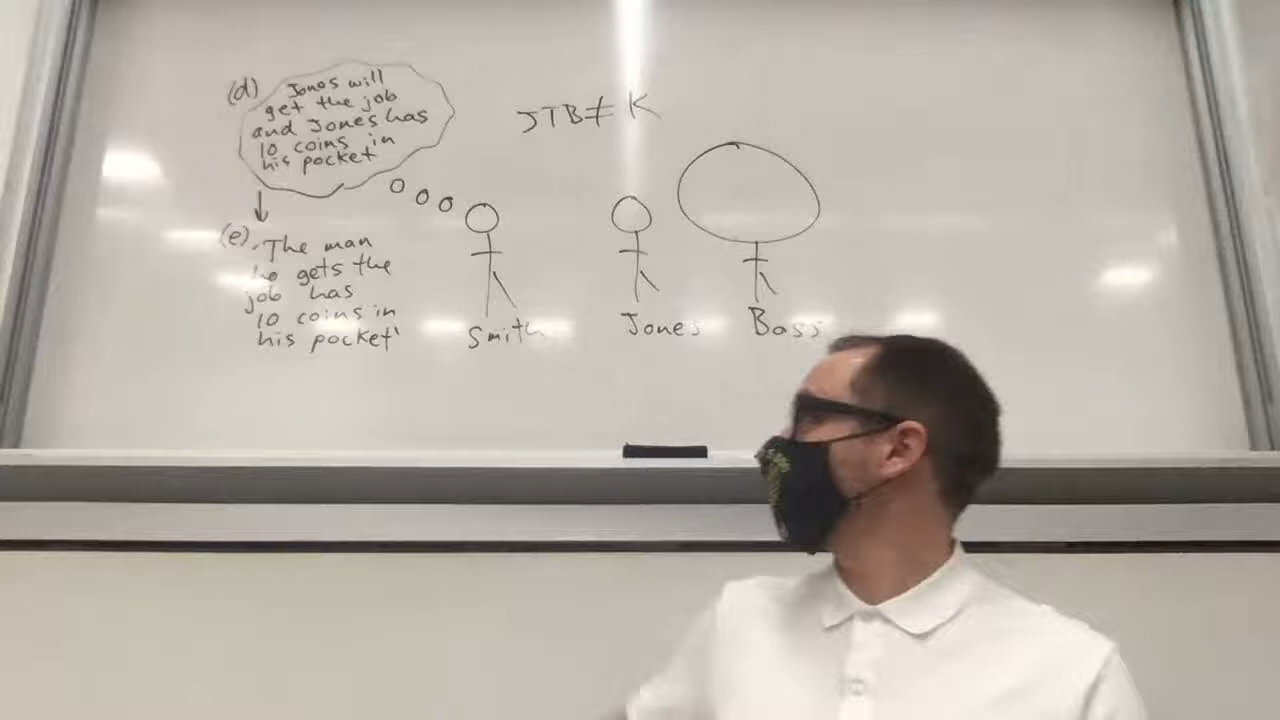 (d) Jones will
get the job
and Jones has
10 coins in
his pocket
JTB ≠ K
(e) The man
gets the
job has
10 coins in
his pocket'
Smith
Jones
Boss